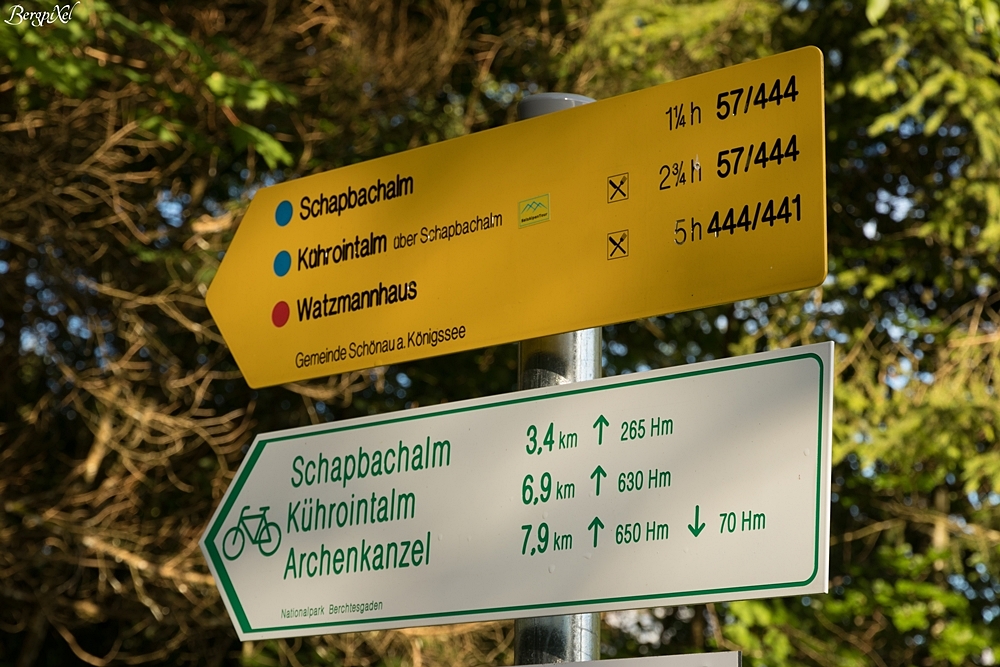 BergpiXel
Schapbachalm 1¼ h 57/444
Kührointalm über Schapbachalm 2¾ h 57/444
Watzmannhaus 5 h 444/441
Gemeinde Schönau a. Königssee
Schapbachalm 3,4 km ↑ 265 Hm
Kührointalm 6,9 km ↑ 630 Hm
Archenkanzel 7,9 km ↑ 650 Hm ↓ 70 Hm
Nationalpark Berchtesgaden